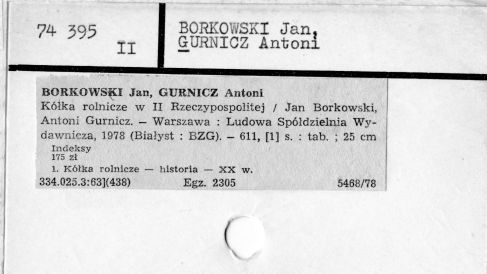 74 395
II
BORKOWSKI Jan,
GURNICZ Antoni
BORKOWSKI Jan, GURNICZ Antoni
Kółka rolnicze w II Rzeczypospolitej / Jan Borkowski,
Antoni Gurnicz. — Warszawa : Ludowa Spółdzielnia Wy-
dawnicza, 1978 (Białyst : BZG). — 611, [1] s. : tab. ; 25 cm
Indeksy
175 zł
1. Kółka rolnicze — historia — XX w.
334.025.3:63](438) Egz. 2305 5468/78